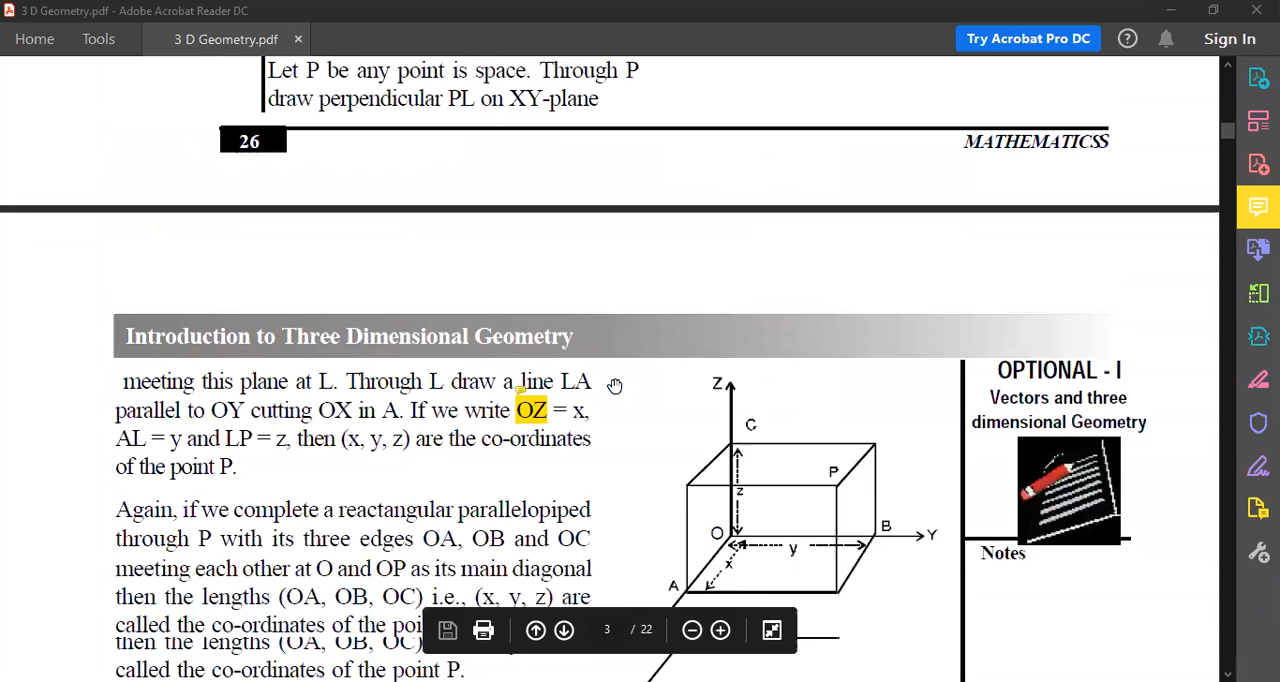 3 D Geometry.pdf - Adobe Acrobat Reader DC
Home Tools 3 D Geometry.pdf × Try Acrobat Pro DC ? Sign In
Let P be any point is space. Through P
draw perpendicular PL on XY-plane
26 MATHEMATICSS
Introduction to Three Dimensional Geometry
meeting this plane at L. Through L draw a line LA
parallel to OY cutting OX in A. If we write OZ = x,
AL = y and LP = z, then (x, y, z) are the co-ordinates
of the point P.
Again, if we complete a reactangular parallelopiped
through P with its three edges OA, OB and OC
meeting each other at O and OP as its main diagonal
then the lengths (OA, OB, OC) i.e., (x, y, z) are
called the co-ordinates of the poi
then the lengths (OA, OB, OC)
called the co-ordinates of the point P.
Z
C
P
z
O
B
Y
y
x
A
OPTIONAL - I
Vectors and three
dimensional Geometry
Notes
3 / 22